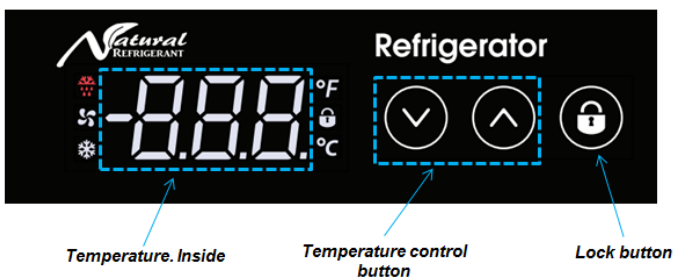 Natural
REFRIGERANT
Refrigerator
-8.8.8.
°F
°C
Temperature. Inside
Temperature control
button
Lock button